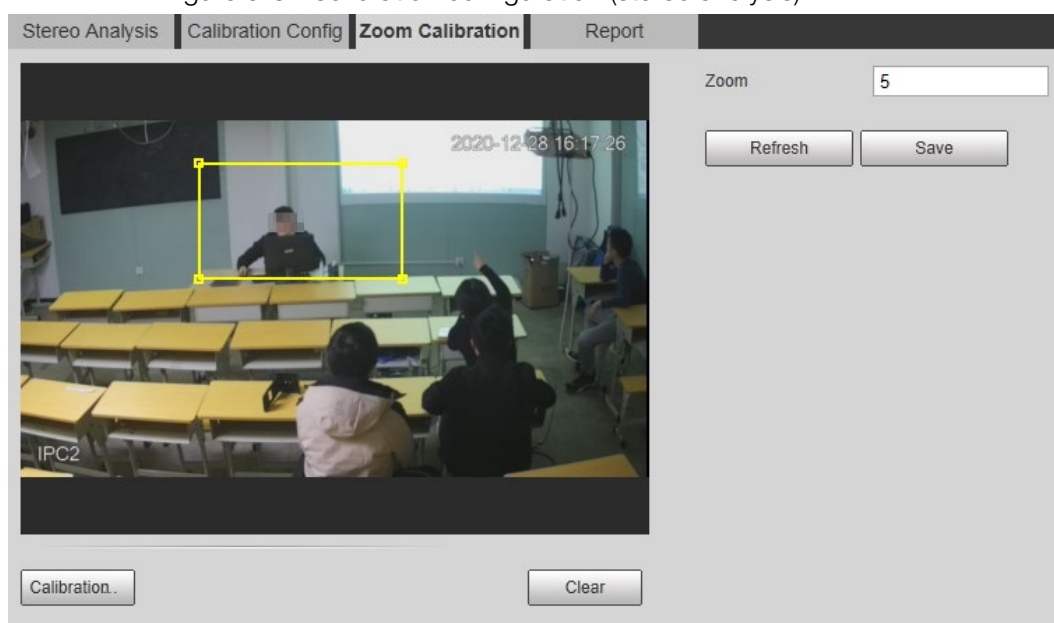 Stereo Analysis Calibration Config Zoom Calibration Report
Zoom 5
2020-12-28 16:17:26
Refresh Save
IPC2
Calibration.. Clear